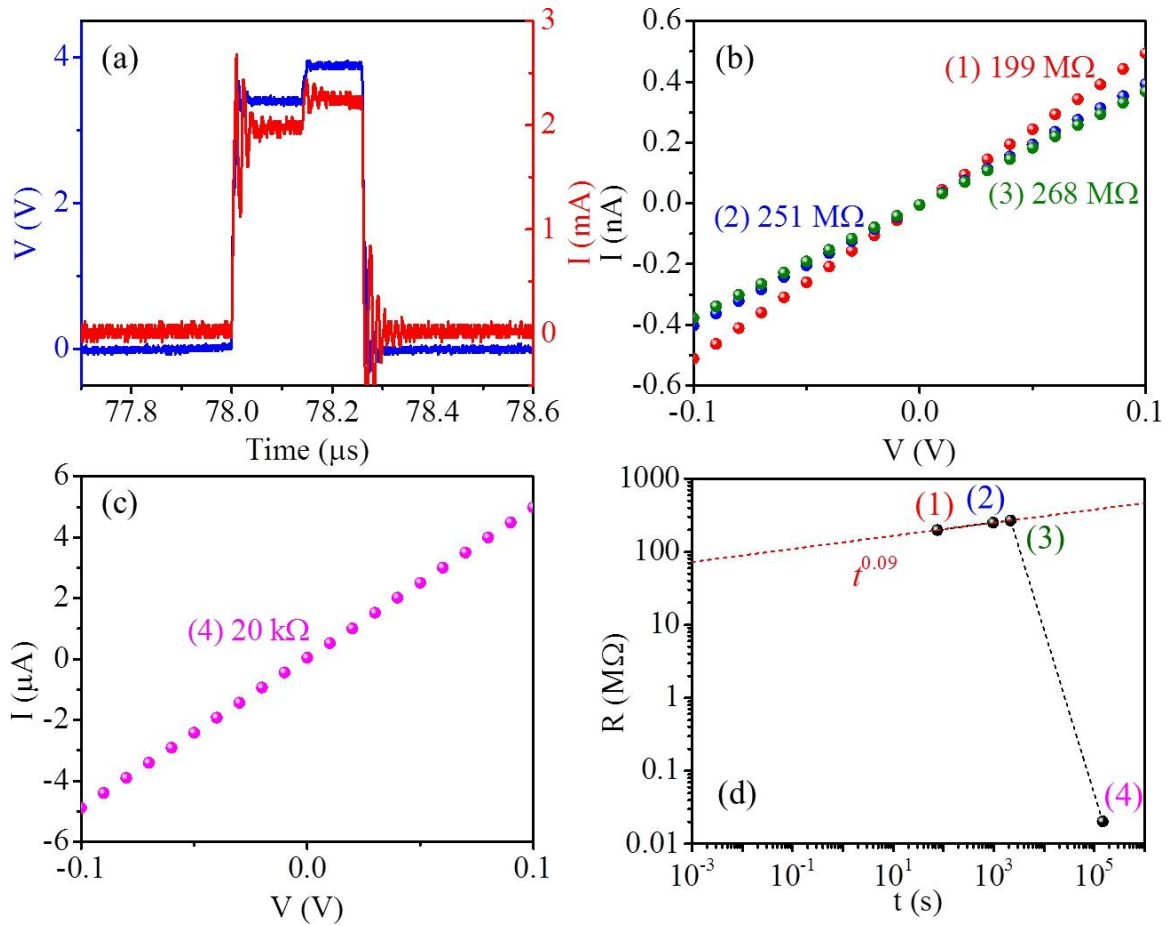 (a)
V (V)
4
2
0
I (mA)
3
2
1
0
77.8 78.0 78.2 78.4 78.6
Time (µs)
(b)
I (nA)
0.6
0.4
0.2
0.0
-0.2
-0.4
-0.6
(1) 199 MΩ
(2) 251 MΩ
(3) 268 MΩ
-0.1 0.0 0.1
V (V)
(c)
I (µA)
6
4
2
0
-2
-4
-6
(4) 20 kΩ
-0.1 0.0 0.1
V (V)
(d)
R (MΩ)
1000
100
10
1
0.1
0.01
(1)
(2)
(3)
(4)
t^0.09
10^-3 10^-1 10^1 10^3 10^5
t (s)